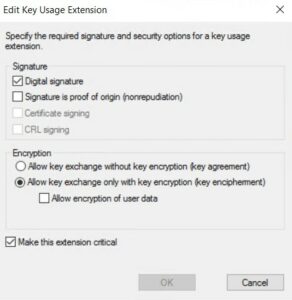 Edit Key Usage Extension
Specify the required signature and security options for a key usage
extension.
Signature
Digital signature
Signature is proof of origin (nonrepudiation)
Certificate signing
CRL signing
Encryption
Allow key exchange without key encryption (key agreement)
Allow key exchange only with key encryption (key encipherment)
Allow encryption of user data
Make this extension critical
OK
Cancel